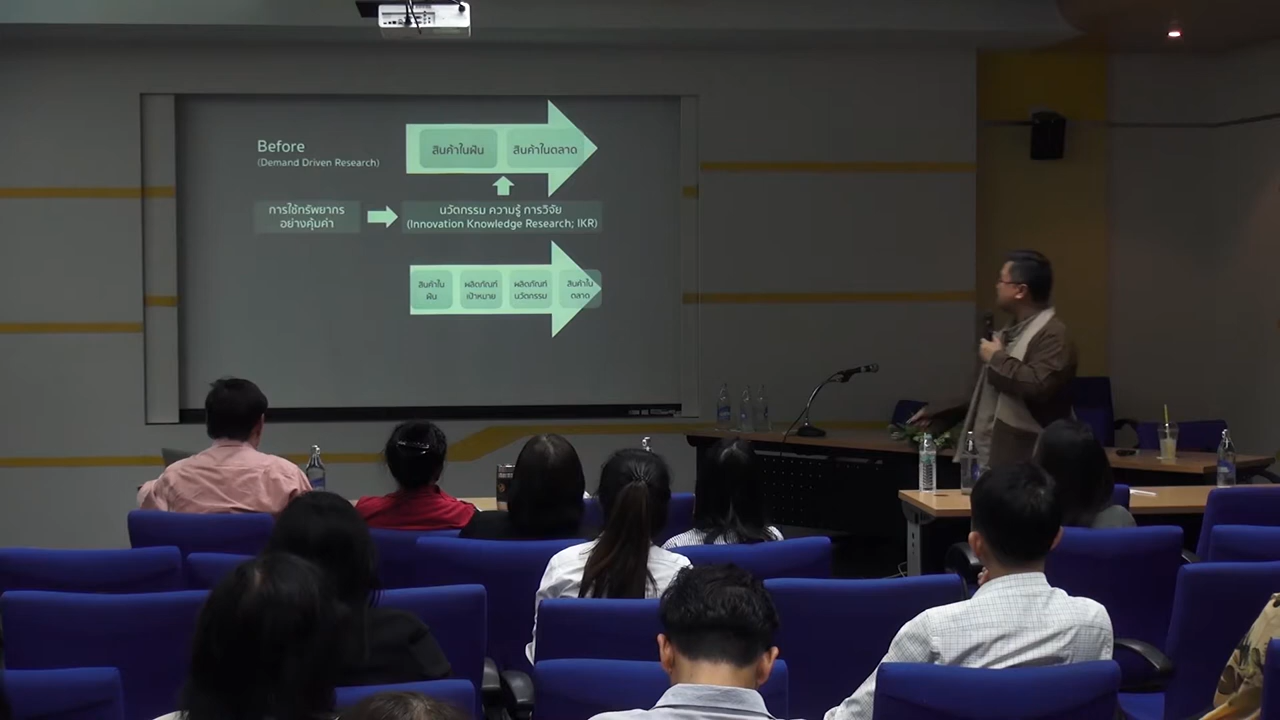 Before
(Demand Driven Research)
สินค้าในฝัน
สินค้าในตลาด
การใช้ทรัพยากร
อย่างคุ้มค่า
นวัตกรรม ความรู้ การวิจัย
(Innovation Knowledge Research; IKR)
สินค้าใน
ฝัน
ผลิตภัณฑ์
เป้าหมาย
ผลิตภัณฑ์
นวัตกรรม
สินค้าใน
ตลาด